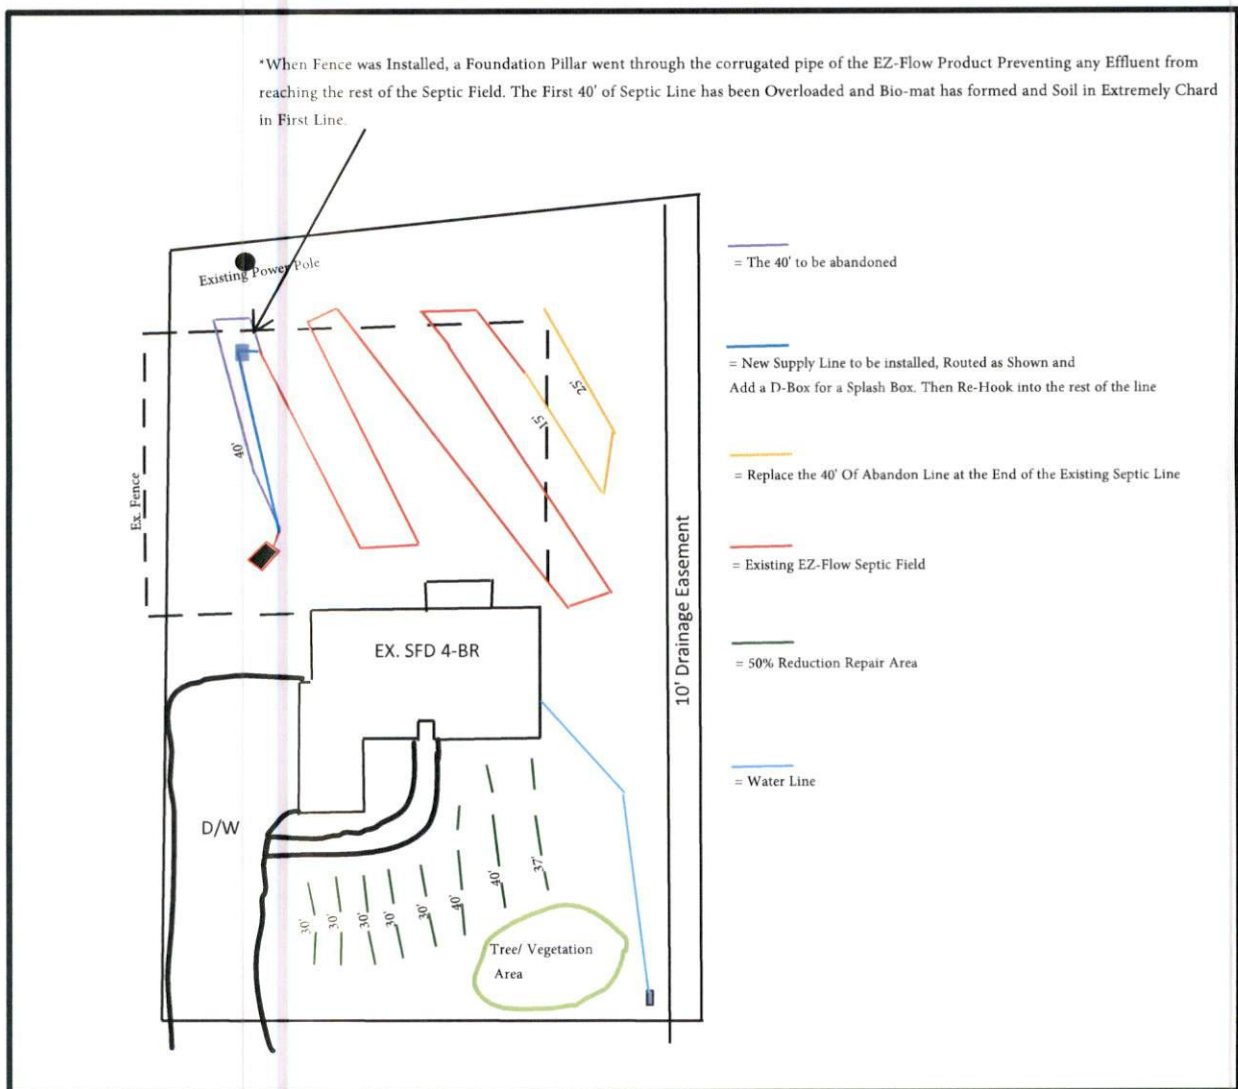 *When Fence was Installed, a Foundation Pillar went through the corrugated pipe of the EZ-Flow Product Preventing any Effluent from
reaching the rest of the Septic Field. The First 40' of Septic Line has been Overloaded and Bio-mat has formed and Soil in Extremely Chard
in First Line.
Existing Power Pole
= The 40' to be abandoned
= New Supply Line to be installed, Routed as Shown and
Add a D-Box for a Splash Box. Then Re-Hook into the rest of the line
25'
15'
40'
Ex. Fence
= Replace the 40' Of Abandon Line at the End of the Existing Septic Line
= Existing EZ-Flow Septic Field
10' Drainage Easement
EX. SFD 4-BR
= 50% Reduction Repair Area
= Water Line
D/W
30'
30'
30'
30'
30'
40'
40'
37'
Tree/ Vegetation
Area